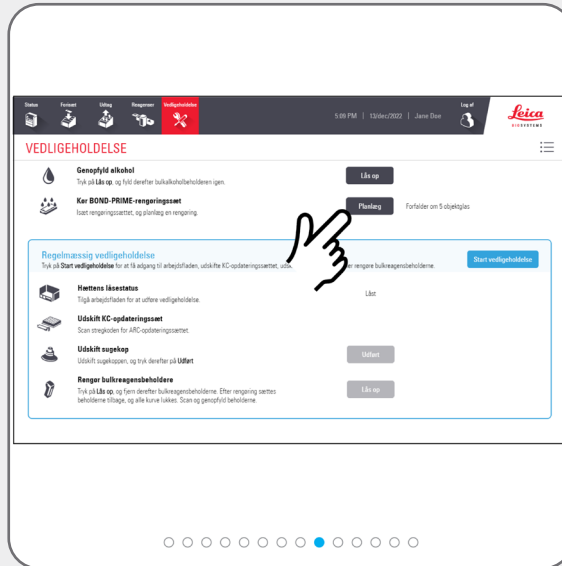 Status
Forisæt
Udtag
Reagenser
Vedligeholdelse
5:09 PM | 13/dec/2022 | Jane Doe
Log af
Leica
BIOSYSTEMS
VEDLIGEHOLDELSE
Genopfyld alkohol
Tryk på Lås op, og fyld derefter bulkalkoholbeholderen igen.
Lås op
Kør BOND-PRIME-rengøringssæt
Isæt rengøringssættet, og planlæg en rengøring.
Planlæg
Forfalder om 5 objektglas
Regelmæssig vedligeholdelse
Tryk på Start vedligeholdelse for at få adgang til arbejdsfladen, udskifte KC-opdateringssættet, udsk er rengøre bulkreagensbeholderne.
Start vedligeholdelse
Hættens låsestatus
Tilgå arbejdsfladen for at udføre vedligeholdelse.
Låst
Udskift KC-opdateringssæt
Scan stregkoden for ARC-opdateringssættet.
Udskift sugekop
Udskift sugekoppen, og tryk derefter på Udført.
Udført
Rengør bulkreagensbeholdere
Tryk på Lås op, og fjern derefter bulkreagensbeholderne. Efter rengøring sættes
beholderne tilbage, og alle kurve lukkes. Scan og genopfyld beholderne.
Lås op